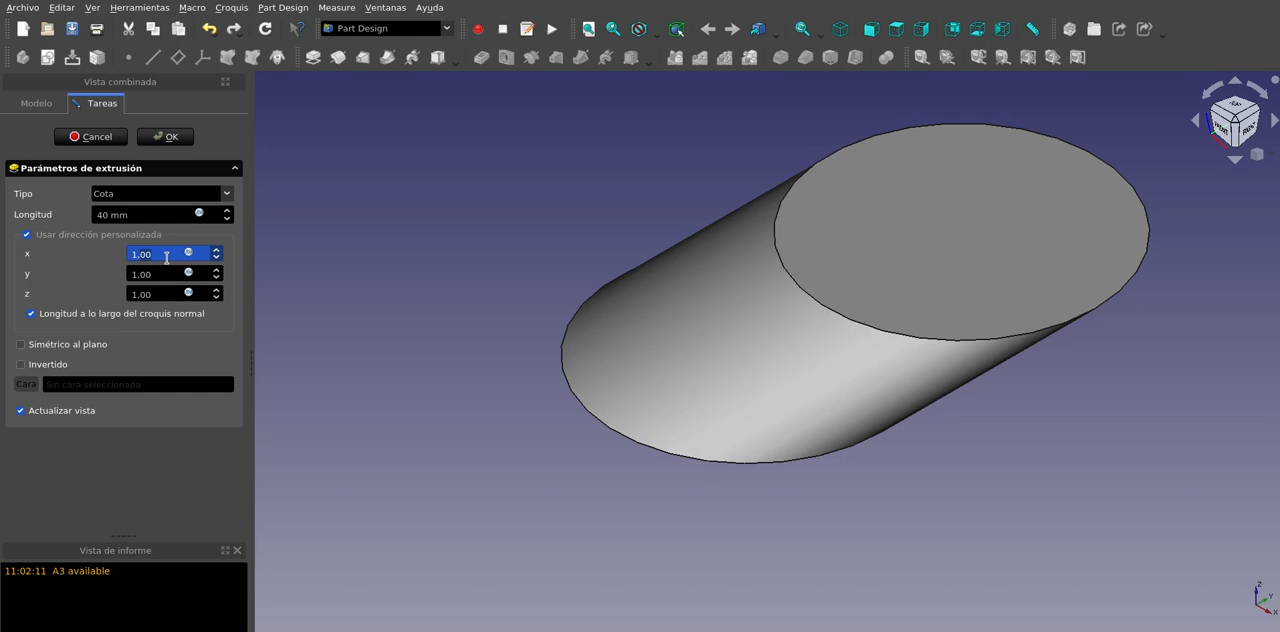 Archivo Editar Ver Herramientas Macro Croquis Part Design Measure Ventanas Ayuda
Part Design
Vista combinada
Modelo Tareas
Cancel OK
Parámetros de extrusión
Tipo Cota
Longitud 40 mm
Usar dirección personalizada
x 1,00
y 1,00
z 1,00
Longitud a lo largo del croquis normal
Simétrico al plano
Invertido
Cara Sin cara seleccionada
Actualizar vista
Vista de informe
11:02:11 A3 available
Z
Y
X